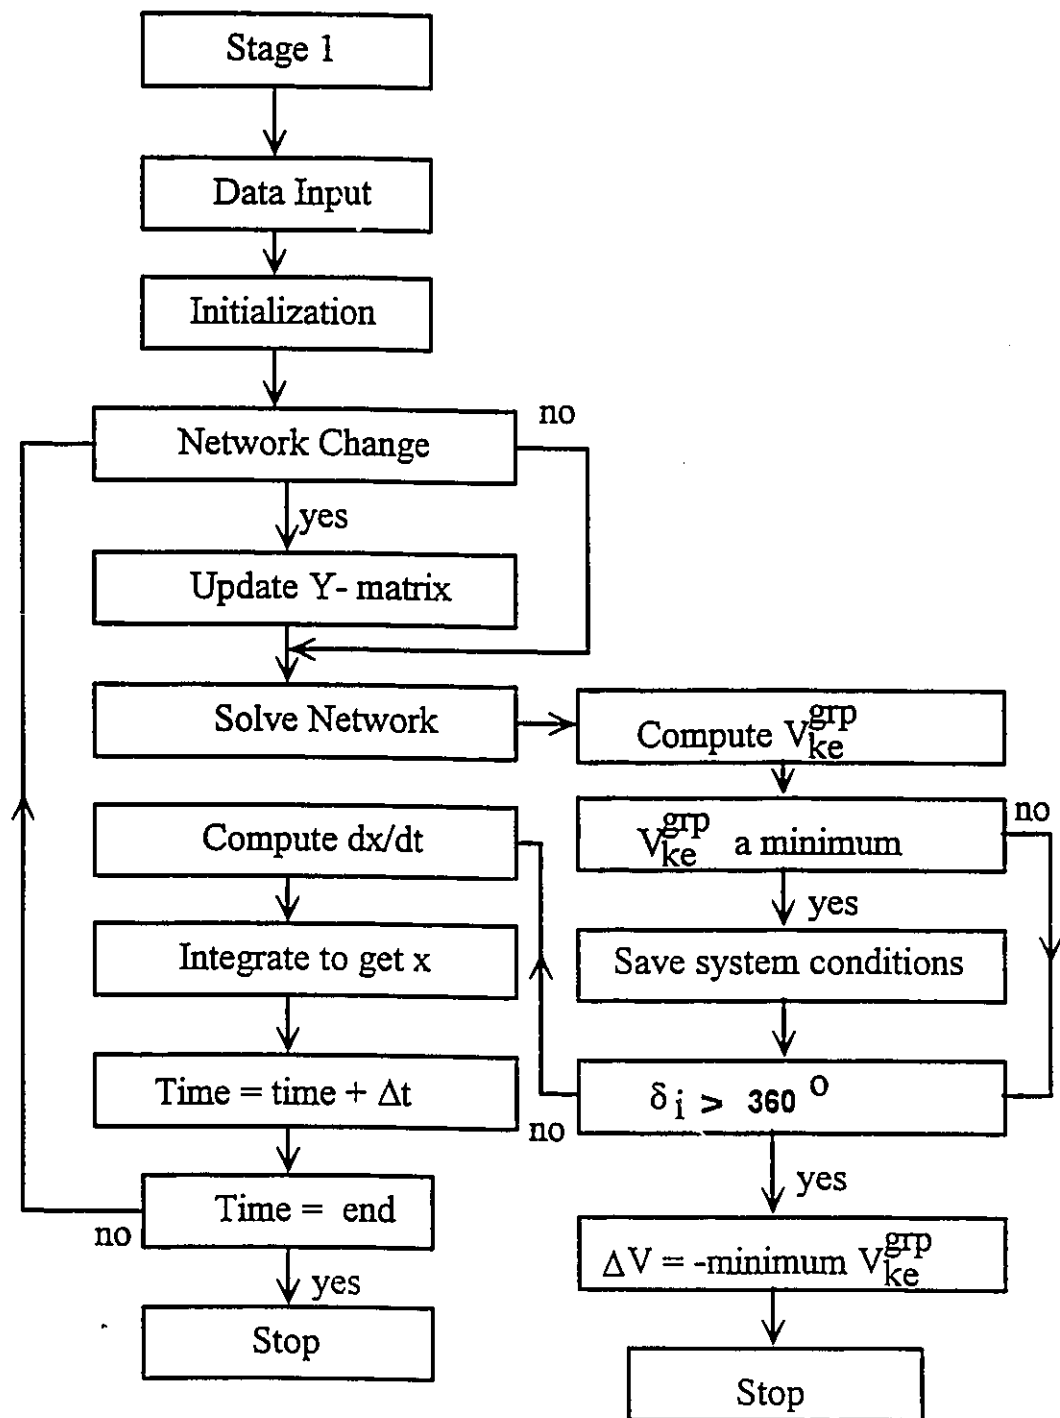 Stage 1
Data Input
Initialization
Network Change
no
yes
Update Y- matrix
Solve Network
Compute V_ke^grp
V_ke^grp a minimum
no
yes
Save system conditions
δ_i > 360°
no
yes
ΔV = -minimum V_ke^grp
Stop
Compute dx/dt
Integrate to get x
Time = time + Δt
Time = end
no
yes
Stop